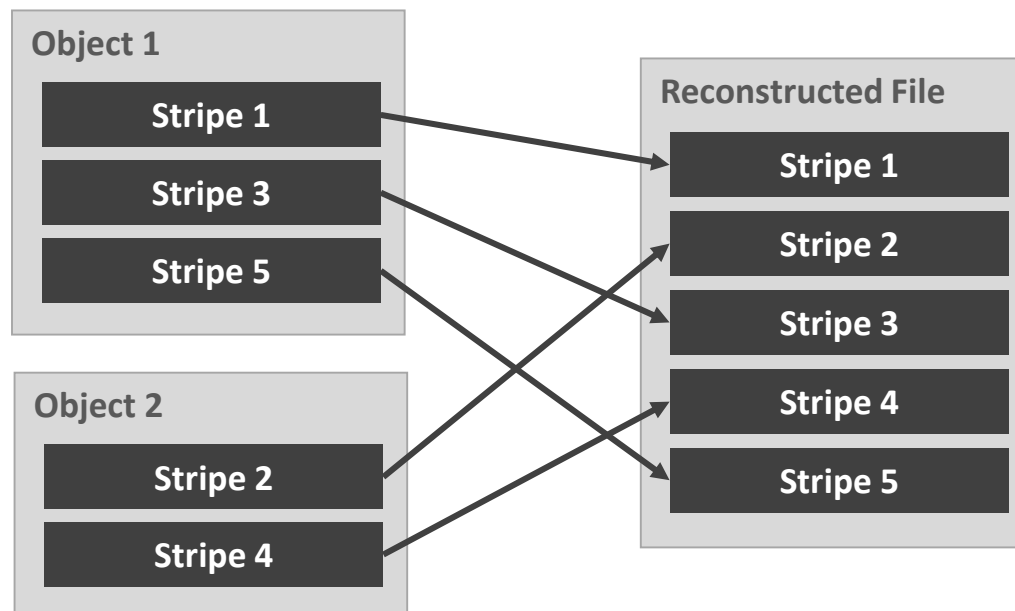 Object 1
Stripe 1
Stripe 3
Stripe 5
Object 2
Stripe 2
Stripe 4
Reconstructed File
Stripe 1
Stripe 2
Stripe 3
Stripe 4
Stripe 5